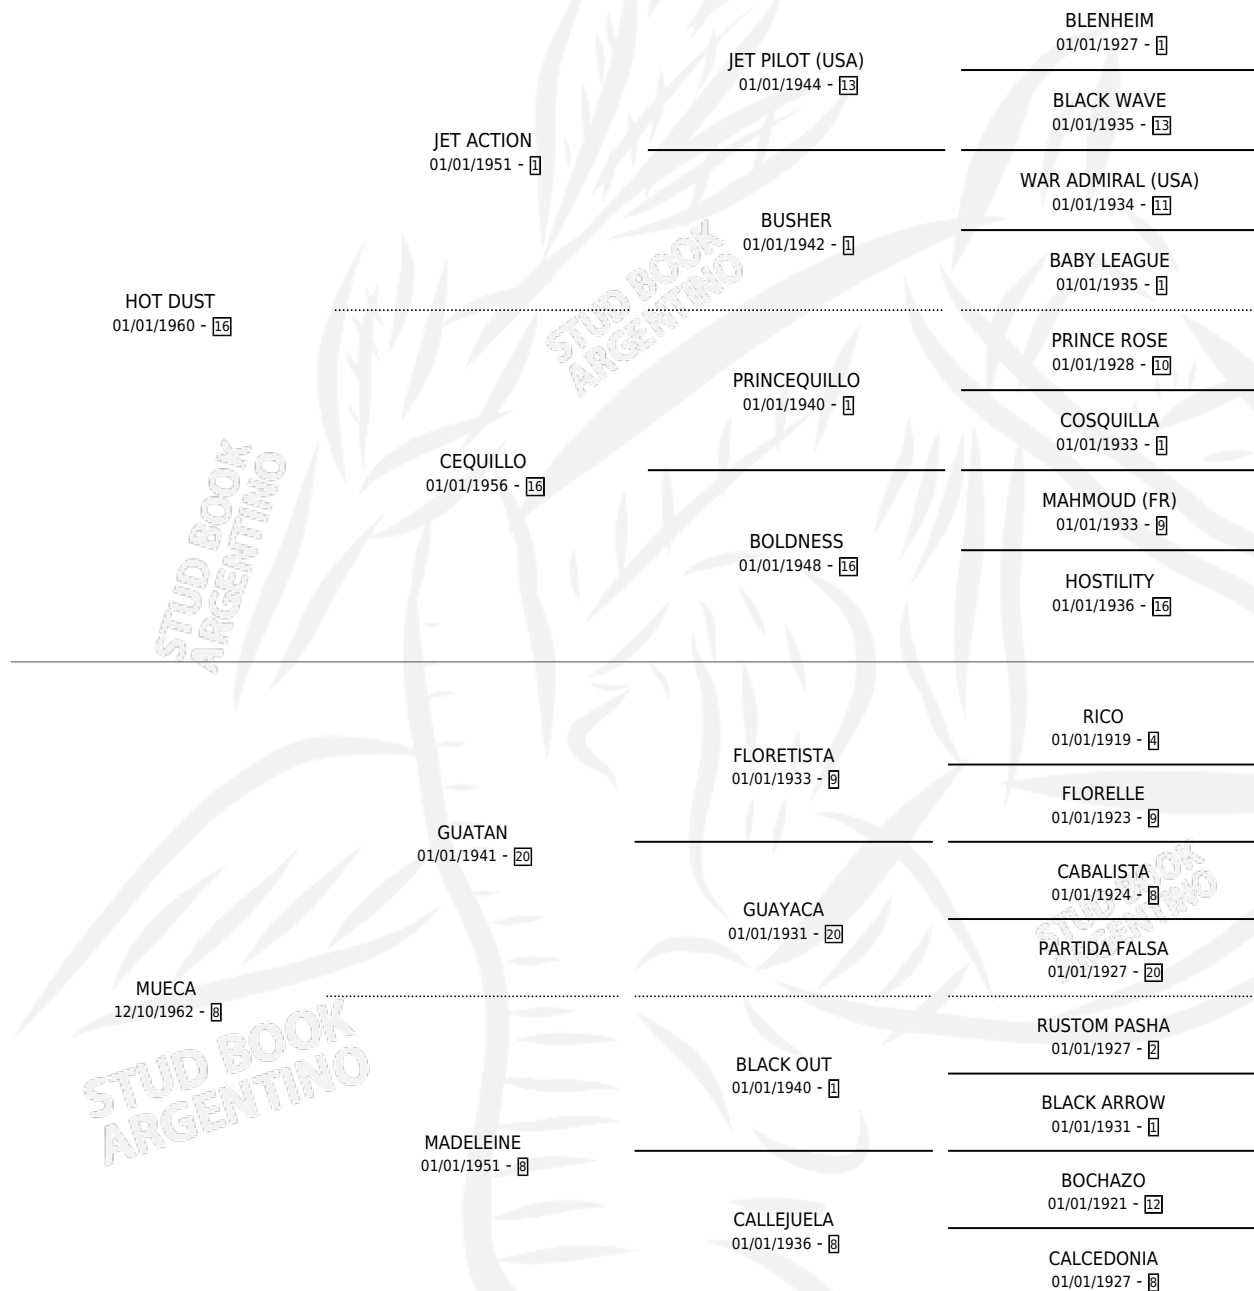 BLENHEIM
01/01/1927 - 1
JET PILOT (USA)
01/01/1944 - 13
BLACK WAVE
01/01/1935 - 13
JET ACTION
01/01/1951 - 1
WAR ADMIRAL (USA)
01/01/1934 - 11
BUSHER
01/01/1942 - 1
BABY LEAGUE
01/01/1935 - 1
HOT DUST
01/01/1960 - 16
PRINCE ROSE
01/01/1928 - 10
PRINCEQUILLO
01/01/1940 - 1
COSQUILLA
01/01/1933 - 1
CEQUILLO
01/01/1956 - 16
MAHMOUD (FR)
01/01/1933 - 9
BOLDNESS
01/01/1948 - 16
HOSTILITY
01/01/1936 - 16
STUD BOOK
ARGENTINO
STUD BOOK
ARGENTINO
RICO
01/01/1919 - 4
FLORETISTA
01/01/1933 - 9
FLORELLE
01/01/1923 - 9
GUATAN
01/01/1941 - 20
CABALISTA
01/01/1924 - 8
GUAYACA
01/01/1931 - 20
PARTIDA FALSA
01/01/1927 - 20
MUECA
12/10/1962 - 8
RUSTOM PASHA
01/01/1927 - 2
BLACK OUT
01/01/1940 - 1
BLACK ARROW
01/01/1931 - 1
MADELEINE
01/01/1951 - 8
BOCHAZO
01/01/1921 - 12
CALLEJUELA
01/01/1936 - 8
CALCEDONIA
01/01/1927 - 8
STUD BOOK
ARGENTINO
STUD BOOK
ARGENTINO